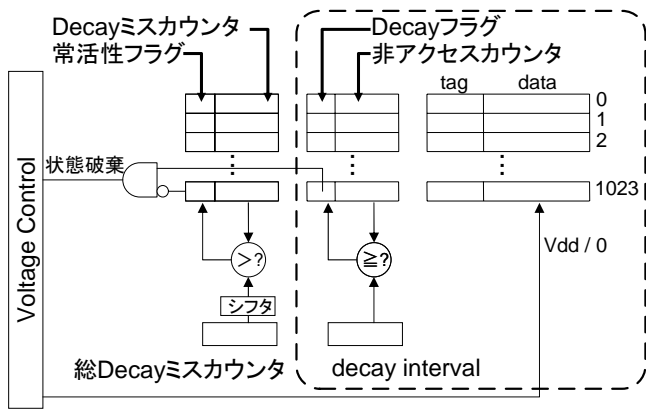 Decayミスカウンタ
常活性フラグ
Decayフラグ
非アクセスカウンタ
tag
data
0
1
2
⋮
⋮
⋮
1023
状態破棄
Voltage Control
>?
≧?
Vdd / 0
シフタ
総Decayミスカウンタ
decay interval